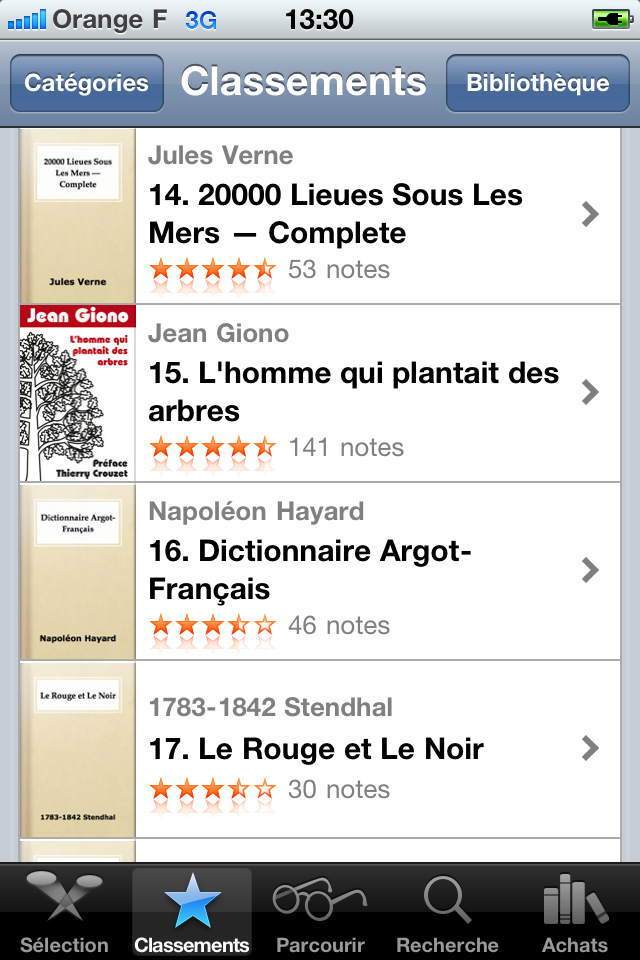 Orange F 3G 13:30
Catégories Classements Bibliothèque
20000 Lieues Sous
Les Mers —
Complete
Jules Verne
Jules Verne
14. 20000 Lieues Sous Les
Mers — Complete
53 notes
Jean Giono
L'homme qui
plantait des
arbres
Préface
Thierry Crouzet
Jean Giono
15. L'homme qui plantait des
arbres
141 notes
Dictionnaire Argot-
Français
Napoléon Hayard
Napoléon Hayard
16. Dictionnaire Argot-
Français
46 notes
Le Rouge et Le Noir
1783-1842 Stendhal
1783-1842 Stendhal
17. Le Rouge et Le Noir
30 notes
Sélection Classements Parcourir Recherche Achats